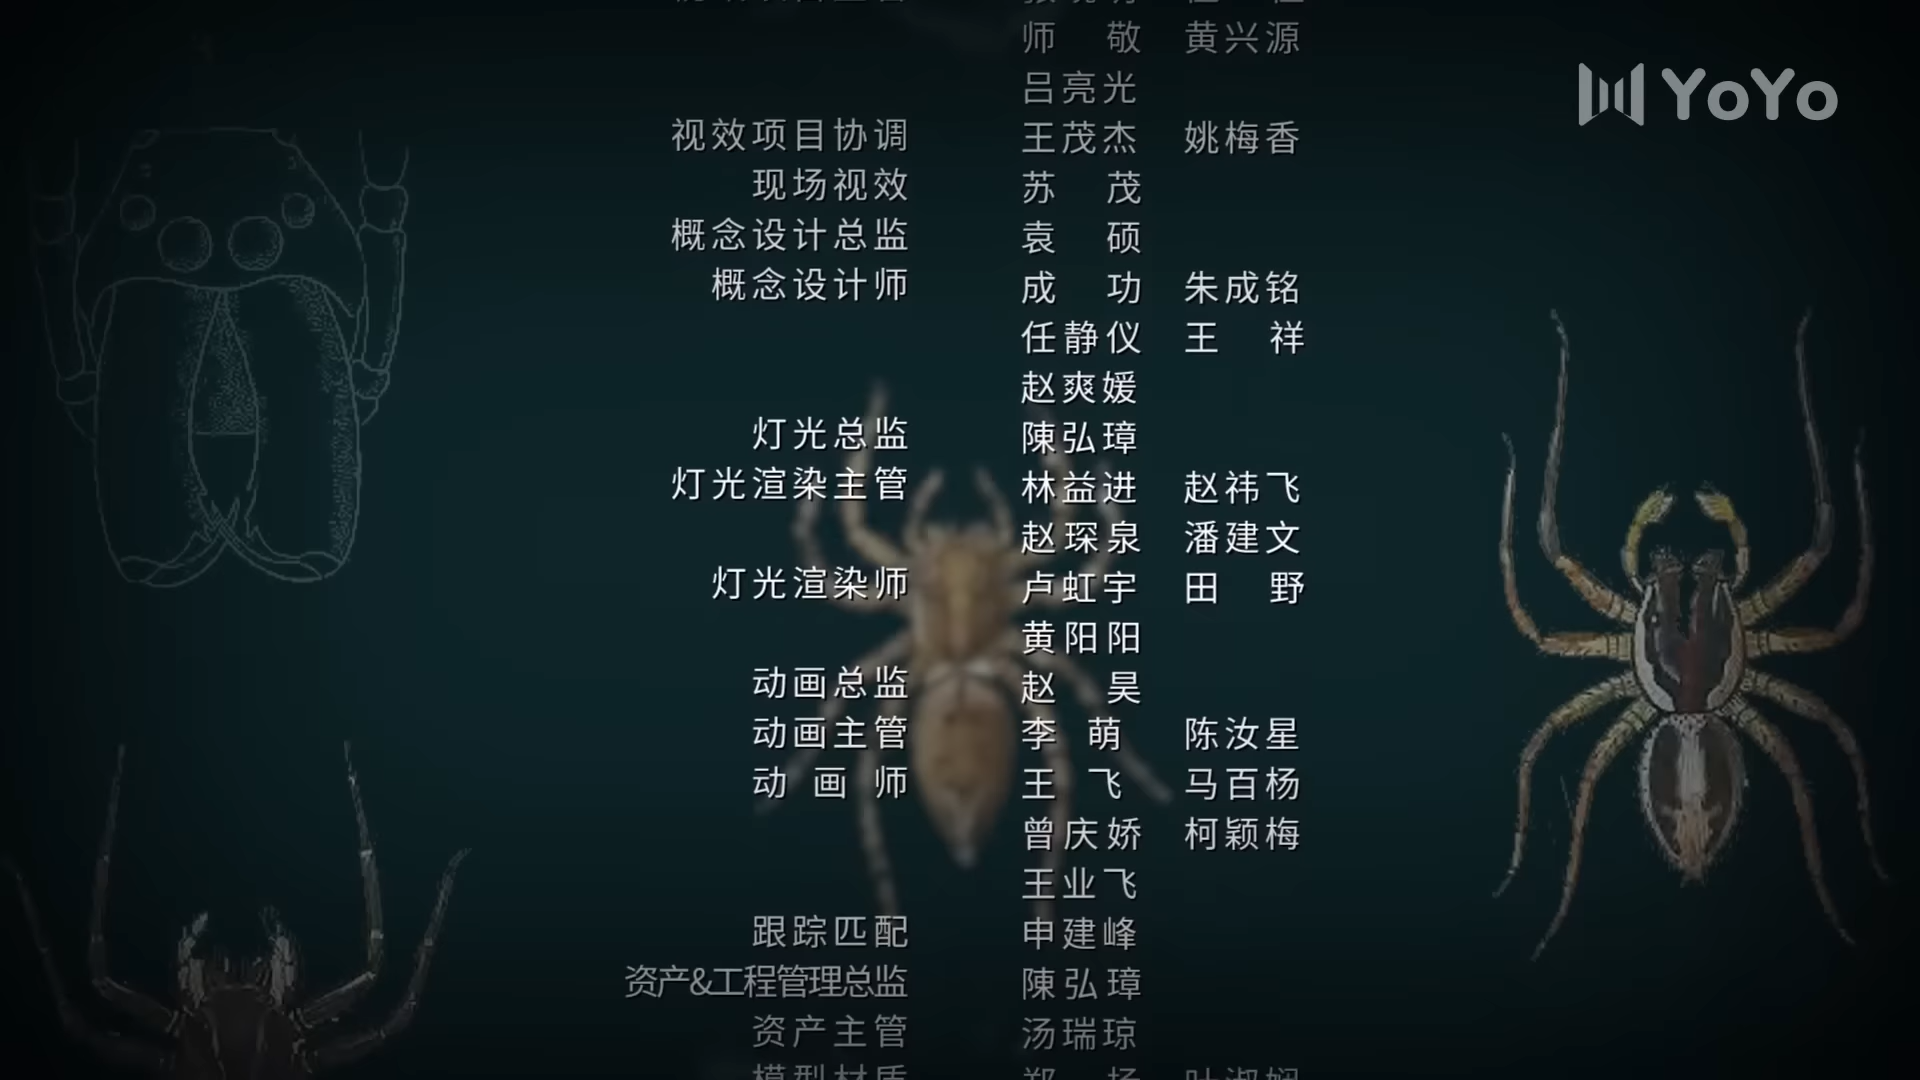 师 敬 黄兴源
YoYo
吕亮光
视效项目协调 王茂杰 姚梅香
现场视效 苏 茂
概念设计总监 袁 硕
概念设计师 成 功 朱成铭
任静仪 王 祥
赵爽媛
灯光总监 陳弘璋
灯光渲染主管 林益进 赵祎飞
赵琛泉 潘建文
灯光渲染师 卢虹宇 田 野
黄阳阳
动画总监 赵 昊
动画主管 李 萌 陈汝星
动 画 师 王 飞 马百杨
曾庆娇 柯颖梅
王业飞
跟踪匹配 申建峰
资产&工程管理总监 陳弘璋
资产主管 汤瑞琼